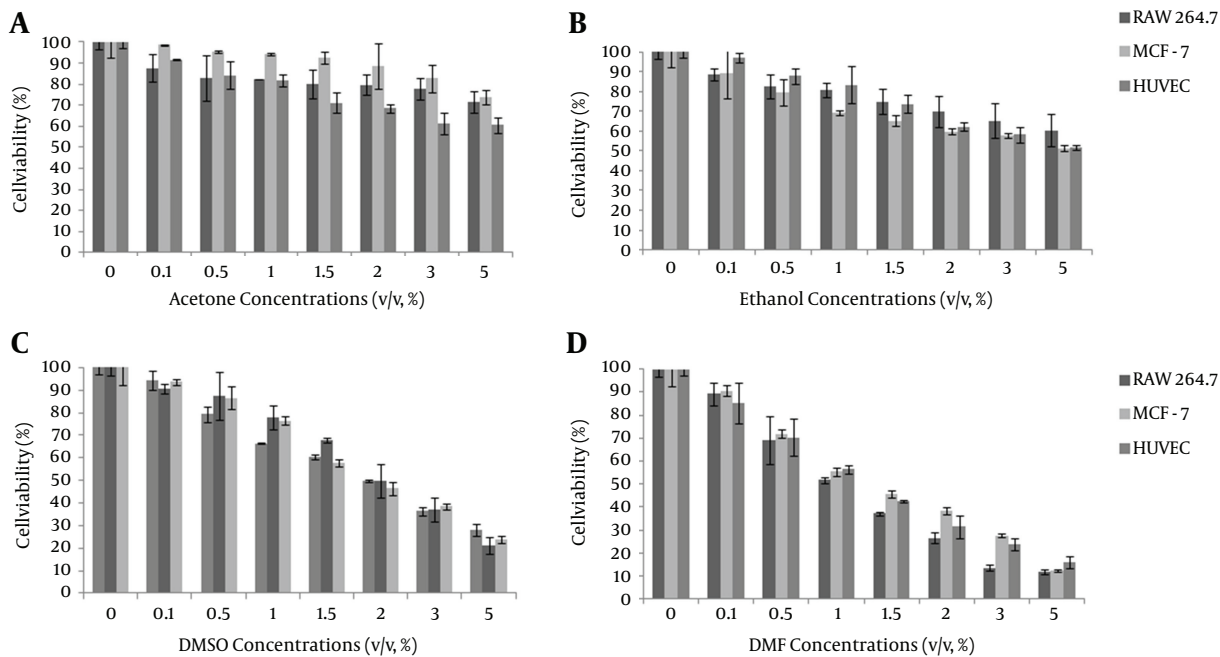 A
Cellviability (%)
100
90
80
70
60
50
40
30
20
10
0
0 0.1 0.5 1 1.5 2 3 5
Acetone Concentrations (v/v, %)
B
Cellviability (%)
100
90
80
70
60
50
40
30
20
10
0
0 0.1 0.5 1 1.5 2 3 5
Ethanol Concentrations (v/v, %)
RAW 264.7
MCF - 7
HUVEC
C
Cellviability (%)
100
90
80
70
60
50
40
30
20
10
0
0 0.1 0.5 1 1.5 2 3 5
DMSO Concentrations (v/v, %)
D
Cellviability (%)
100
90
80
70
60
50
40
30
20
10
0
0 0.1 0.5 1 1.5 2 3 5
DMF Concentrations (v/v, %)
RAW 264.7
MCF - 7
HUVEC